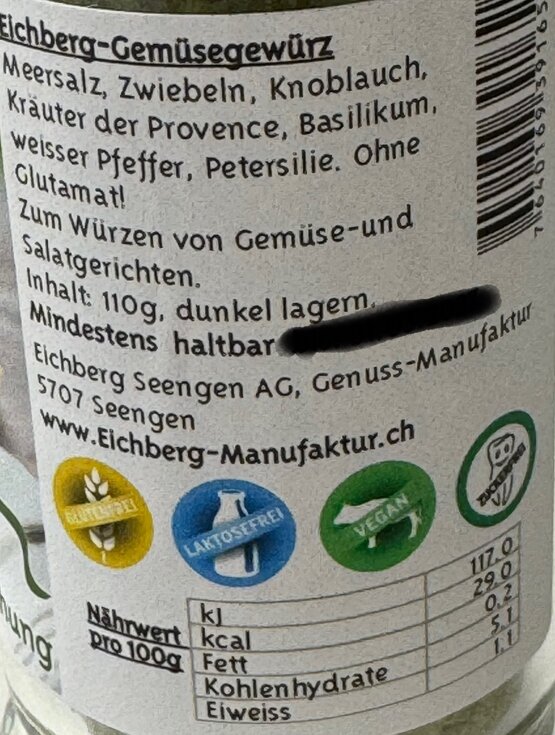 Eichberg-Gemüsegewürz
Meersalz, Zwiebeln, Knoblauch,
Kräuter der Provence, Basilikum,
weisser Pfeffer, Petersilie. Ohne
Glutamat!
Zum Würzen von Gemüse-und
Salatgerichten.
Inhalt: 110g, dunkel lagern.
Mindestens haltbar
Eichberg Seengen AG, Genuss-Manufaktur
5707 Seengen
www.Eichberg-Manufaktur.ch
GLUTENFREI
LAKTOSEFREI
VEGAN
ZUCKERFREI
Nährwert
pro 100g
kJ 117.0
kcal 29.0
Fett 0.2
Kohlenhydrate 5.1
Eiweiss 1.1
hung